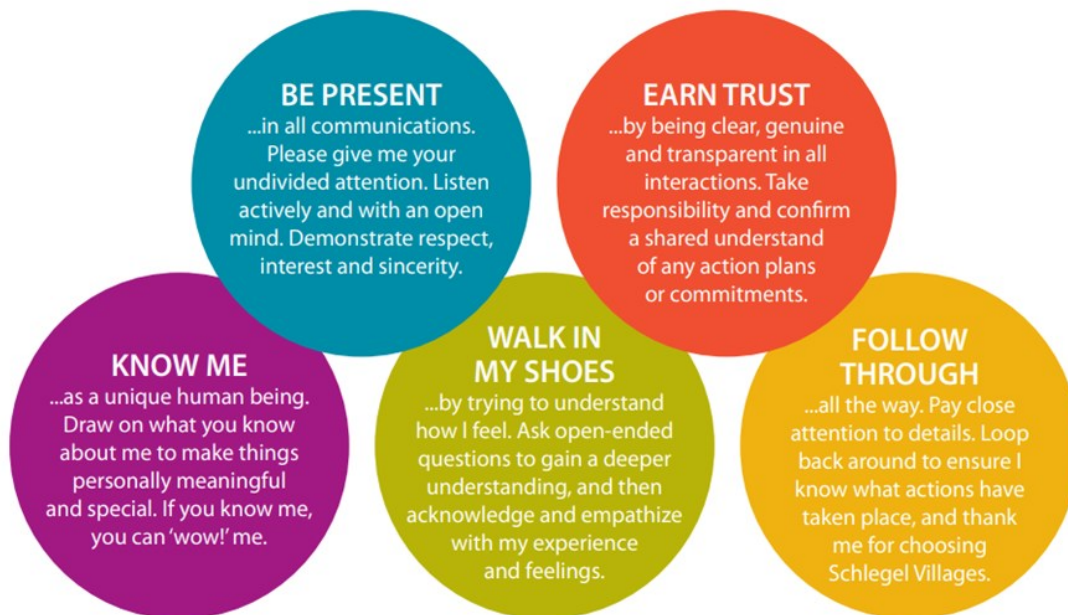 BE PRESENT
...in all communications.
Please give me your
undivided attention. Listen
actively and with an open
mind. Demonstrate respect,
interest and sincerity.
EARN TRUST
...by being clear, genuine
and transparent in all
interactions. Take
responsibility and confirm
a shared understand
of any action plans
or commitments.
KNOW ME
...as a unique human being.
Draw on what you know
about me to make things
personally meaningful
and special. If you know me,
you can ‘wow!’ me.
WALK IN
MY SHOES
...by trying to understand
how I feel. Ask open-ended
questions to gain a deeper
understanding, and then
acknowledge and empathize
with my experience
and feelings.
FOLLOW
THROUGH
...all the way. Pay close
attention to details. Loop
back around to ensure I
know what actions have
taken place, and thank
me for choosing
Schlegel Villages.